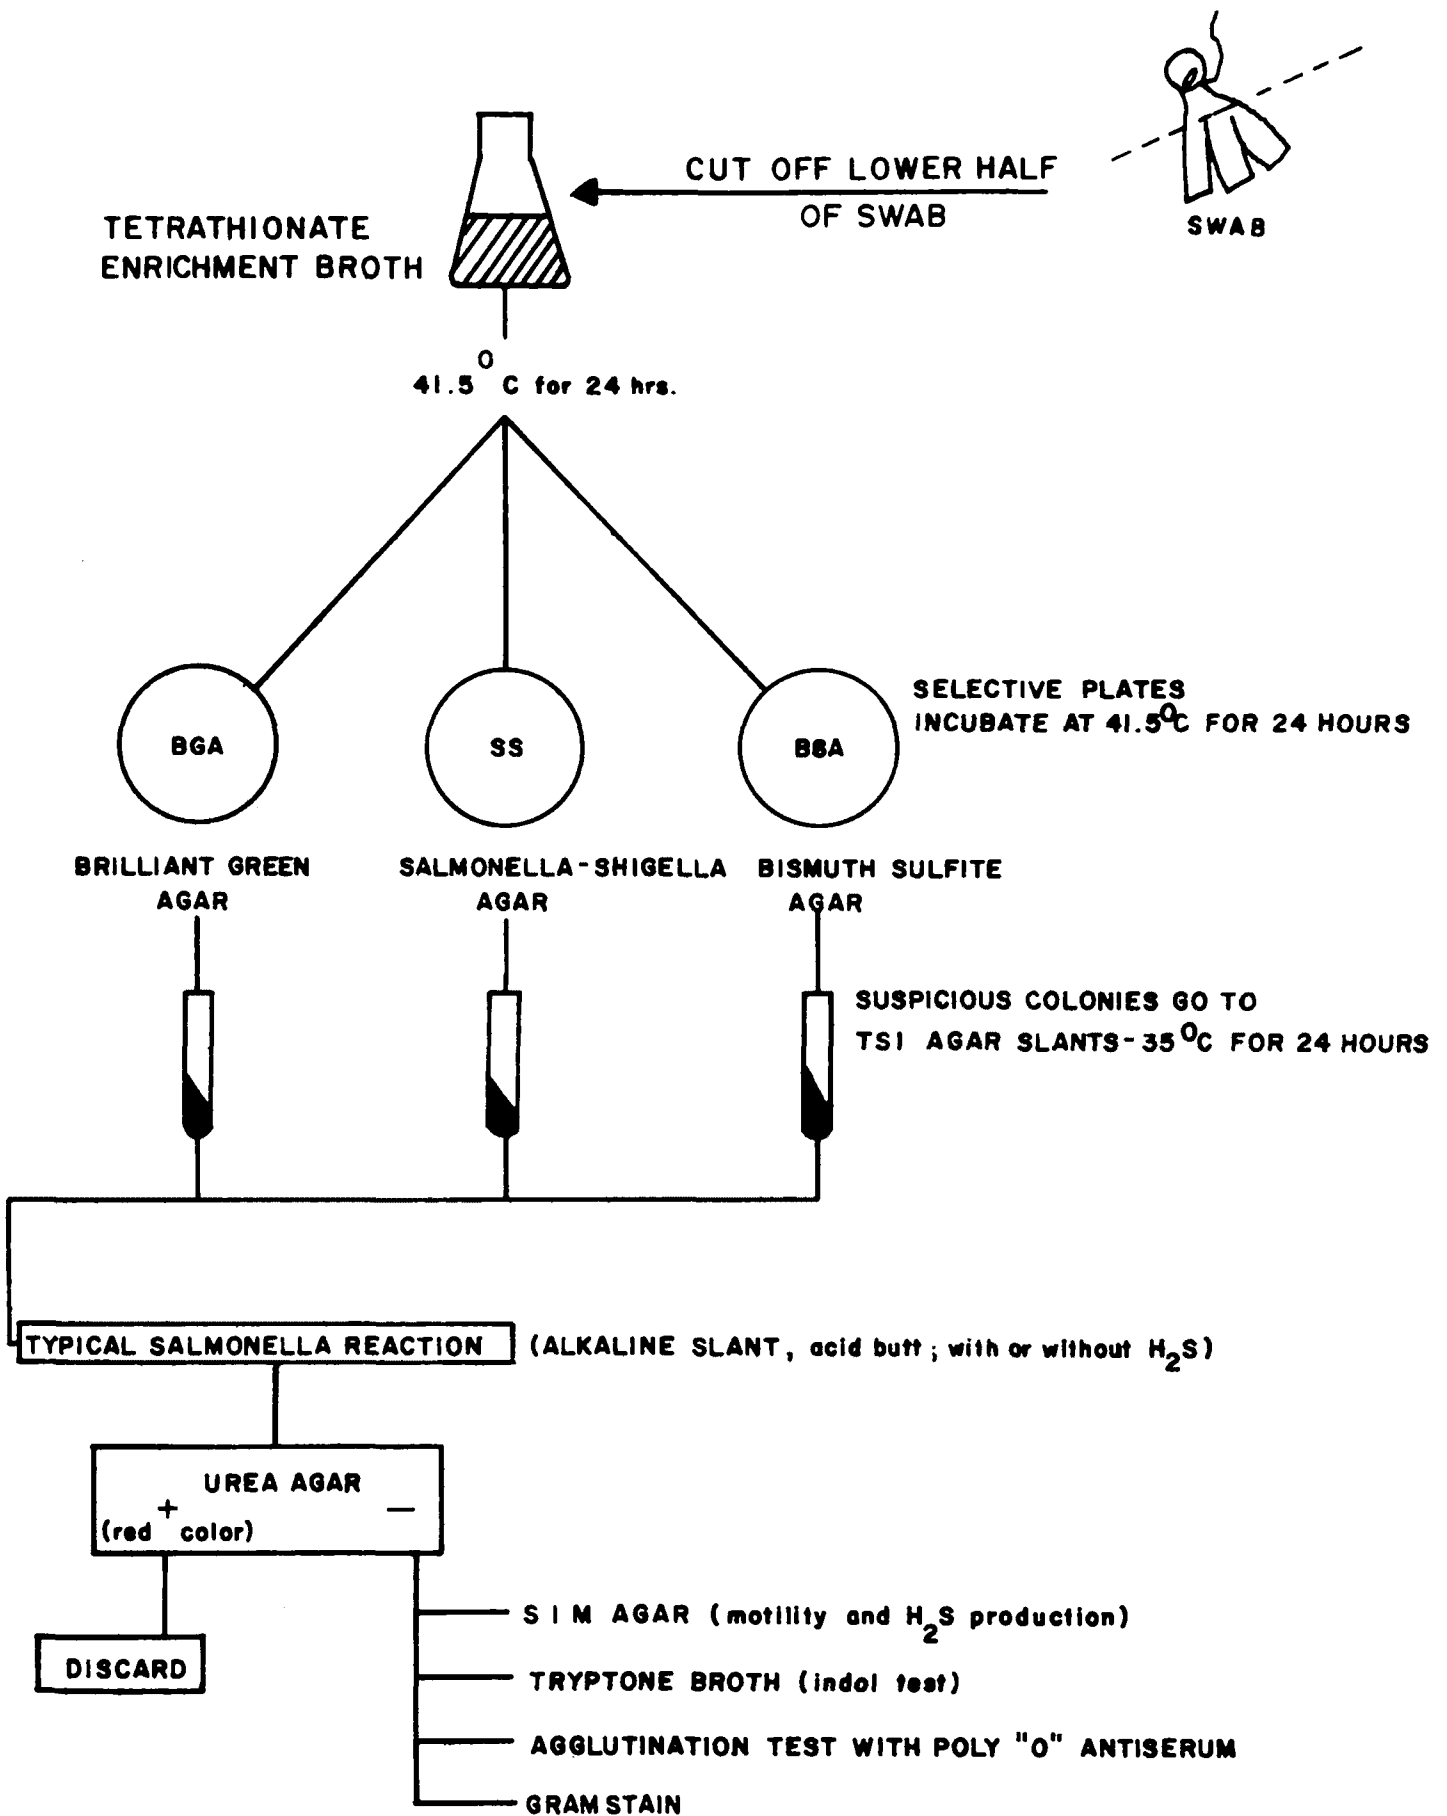 CUT OFF LOWER HALF
OF SWAB
SWAB
TETRATHIONATE
ENRICHMENT BROTH
41.5° C for 24 hrs.
BGA
SS
BSA
SELECTIVE PLATES
INCUBATE AT 41.5°C FOR 24 HOURS
BRILLIANT GREEN
AGAR
SALMONELLA-SHIGELLA
AGAR
BISMUTH SULFITE
AGAR
SUSPICIOUS COLONIES GO TO
TSI AGAR SLANTS-35°C FOR 24 HOURS
TYPICAL SALMONELLA REACTION (ALKALINE SLANT, acid butt; with or without H₂S)
UREA AGAR
+ —
(red color)
DISCARD
SIM AGAR (motility and H₂S production)
TRYPTONE BROTH (indol test)
AGGLUTINATION TEST WITH POLY "O" ANTISERUM
GRAM STAIN